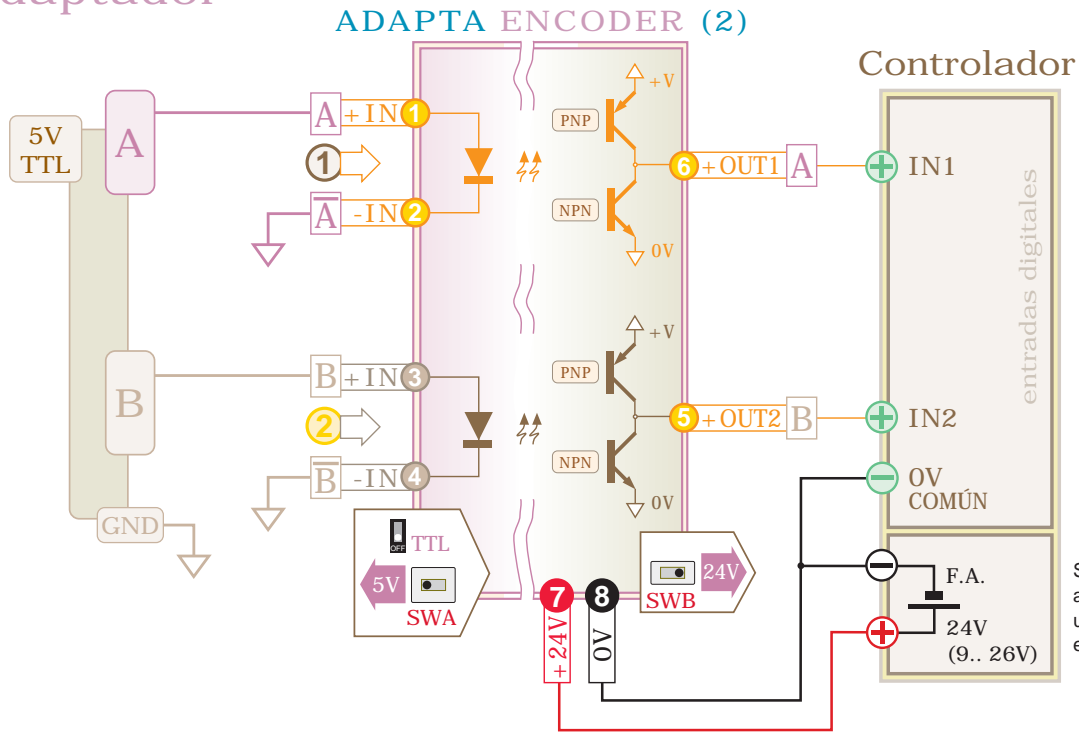 daptador
ADAPTA ENCODER (2)
Controlador
5V
TTL
A
A +IN 1
1
A̅ -IN 2
PNP
+V
NPN
0V
6 +OUT1 A
IN1
entradas digitales
B
B +IN 3
2
B̅ -IN 4
PNP
+V
NPN
0V
5 +OUT2 B
IN2
0V
COMÚN
GND
OFF
TTL
5V
SWA
24V
SWB
7
8
+24V
0V
F.A.
24V
(9.. 26V)
S
a
u
e